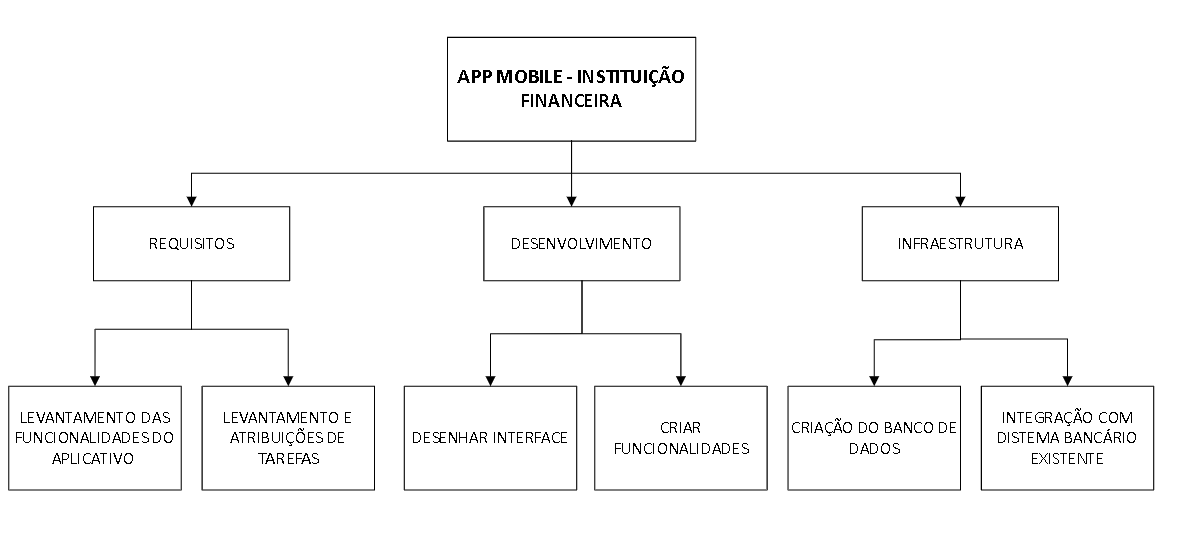 APP MOBILE - INSTITUIÇÃO
FINANCEIRA
REQUISITOS
DESENVOLVIMENTO
INFRAESTRUTURA
LEVANTAMENTO DAS
FUNCIONALIDADES DO
APLICATIVO
LEVANTAMENTO E
ATRIBUIÇÕES DE
TAREFAS
DESENHAR INTERFACE
CRIAR
FUNCIONALIDADES
CRIAÇÃO DO BANCO DE
DADOS
INTEGRAÇÃO COM
DISTEMA BANCÁRIO
EXISTENTE